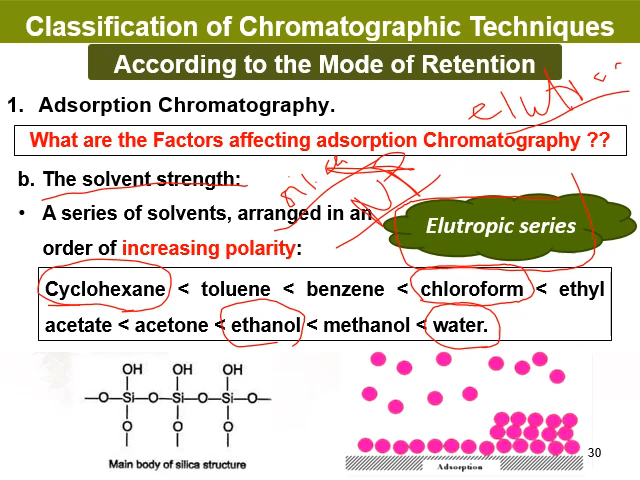 Classification of Chromatographic Techniques
According to the Mode of Retention
1. Adsorption Chromatography.
elution
What are the Factors affecting adsorption Chromatography ??
b. The solvent strength:
silica
• A series of solvents, arranged in an
order of increasing polarity:
Elutropic series
Cyclohexane < toluene < benzene < chloroform < ethyl
acetate < acetone < ethanol < methanol < water.
OH OH OH
—O—Si—O—Si—O—Si—O—
O O O
Main body of silica structure
Adsorption
30